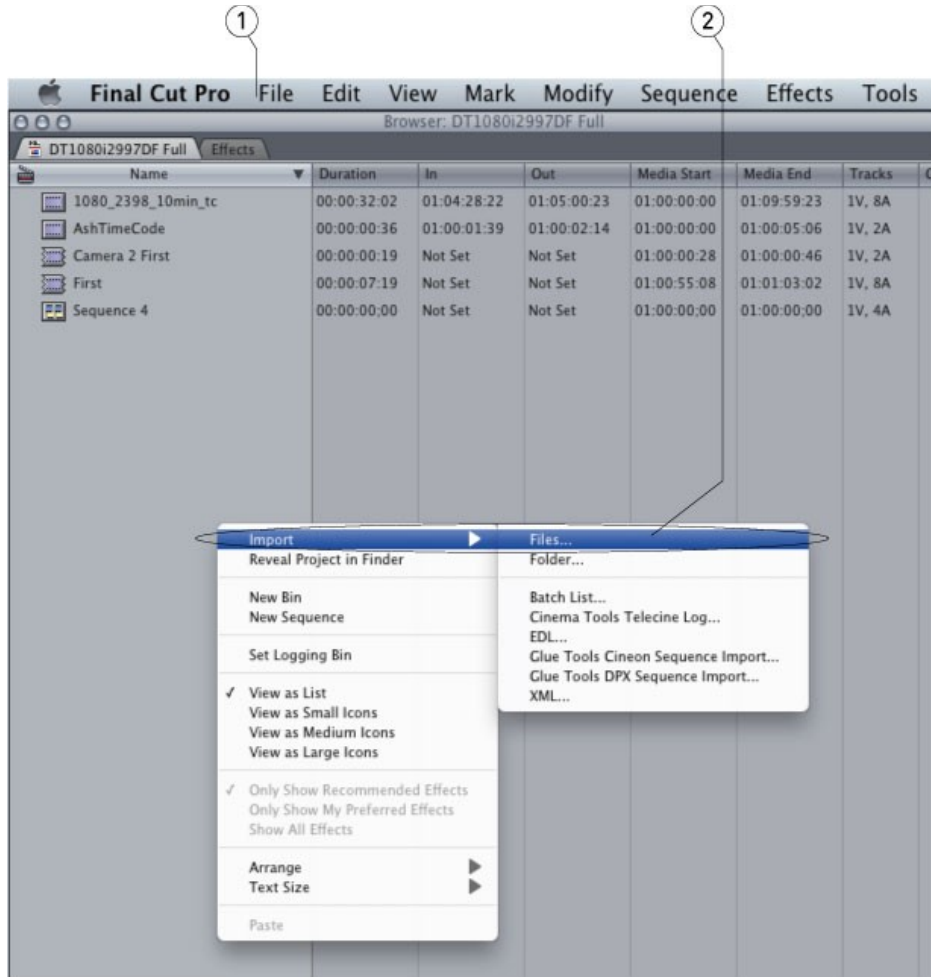 1 2
Final Cut Pro File Edit View Mark Modify Sequence Effects Tools
Browser: DT1080i2997DF Full
DT1080i2997DF Full Effects
Name Duration In Out Media Start Media End Tracks
1080_2398_10min_tc 00:00:32:02 01:04:28:22 01:05:00:23 01:00:00:00 01:09:59:23 1V, 8A
AshTimeCode 00:00:00:36 01:00:01:39 01:00:02:14 01:00:00:00 01:00:05:06 1V, 2A
Camera 2 First 00:00:00:19 Not Set Not Set 01:00:00:28 01:00:00:46 1V, 2A
First 00:00:07:19 Not Set Not Set 01:00:55:08 01:01:03:02 1V, 8A
Sequence 4 00:00:00;00 Not Set Not Set 01:00:00;00 01:00:00;00 1V, 4A
Import
Reveal Project in Finder
New Bin
New Sequence
Set Logging Bin
✓ View as List
View as Small Icons
View as Medium Icons
View as Large Icons
✓ Only Show Recommended Effects
Only Show My Preferred Effects
Show All Effects
Arrange
Text Size
Paste
Files...
Folder...
Batch List...
Cinema Tools Telecine Log...
EDL...
Glue Tools Cineon Sequence Import...
Glue Tools DPX Sequence Import...
XML...